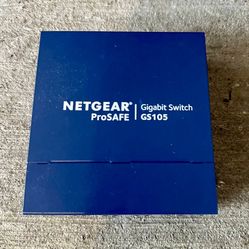 NETGEAR® | Gigabit Switch
ProSAFE | GS105